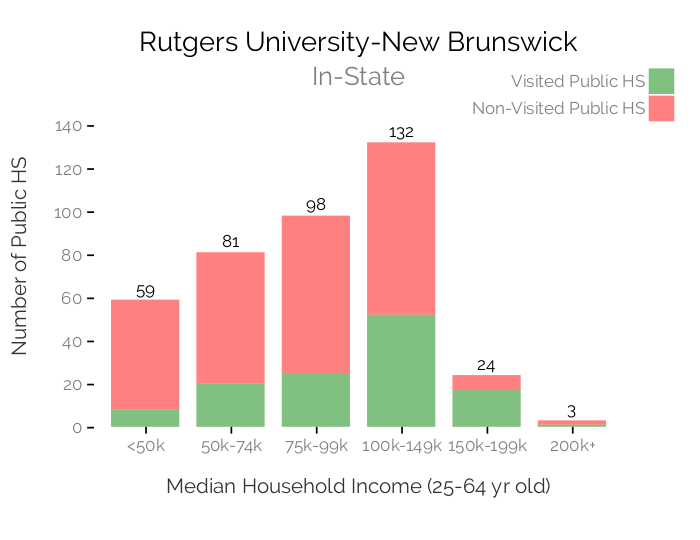 Rutgers University-New Brunswick
In-State
Visited Public HS
Non-Visited Public HS
Number of Public HS
140
120
100
80
60
40
20
0
59
81
98
132
24
3
<50k
50k-74k
75k-99k
100k-149k
150k-199k
200k+
Median Household Income (25-64 yr old)